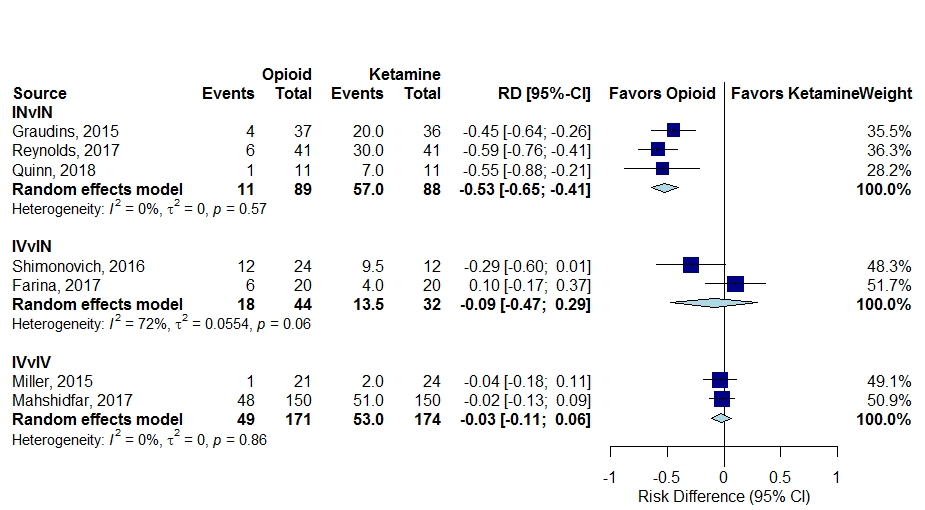 Opioid Ketamine
Source Events Total Events Total RD [95%-CI] Favors Opioid Favors KetamineWeight
INvIN
Graudins, 2015 4 37 20.0 36 -0.45 [-0.64; -0.26] 35.5%
Reynolds, 2017 6 41 30.0 41 -0.59 [-0.76; -0.41] 36.3%
Quinn, 2018 1 11 7.0 11 -0.55 [-0.88; -0.21] 28.2%
Random effects model 11 89 57.0 88 -0.53 [-0.65; -0.41] 100.0%
Heterogeneity: I² = 0%, τ² = 0, p = 0.57
IVvIN
Shimonovich, 2016 12 24 9.5 12 -0.29 [-0.60; 0.01] 48.3%
Farina, 2017 6 20 4.0 20 0.10 [-0.17; 0.37] 51.7%
Random effects model 18 44 13.5 32 -0.09 [-0.47; 0.29] 100.0%
Heterogeneity: I² = 72%, τ² = 0.0554, p = 0.06
IVvIV
Miller, 2015 1 21 2.0 24 -0.04 [-0.18; 0.11] 49.1%
Mahshidfar, 2017 48 150 51.0 150 -0.02 [-0.13; 0.09] 50.9%
Random effects model 49 171 53.0 174 -0.03 [-0.11; 0.06] 100.0%
Heterogeneity: I² = 0%, τ² = 0, p = 0.86
-1 -0.5 0 0.5 1
Risk Difference (95% CI)